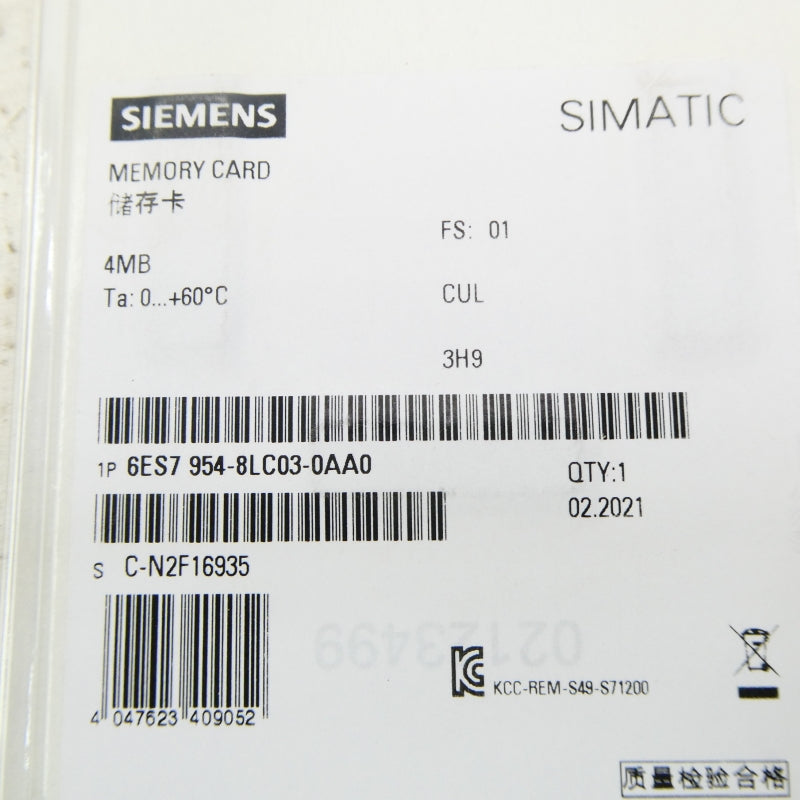 SIEMENS
SIMATIC
MEMORY CARD
储存卡
FS: 01
4MB
Ta: 0...+60°C
CUL
3H9
1P 6ES7 954-8LC03-0AA0
QTY:1
02.2021
S C-N2F16935
02123499
KCC-REM-S49-S71200
4 047623 409052
质量检验合格